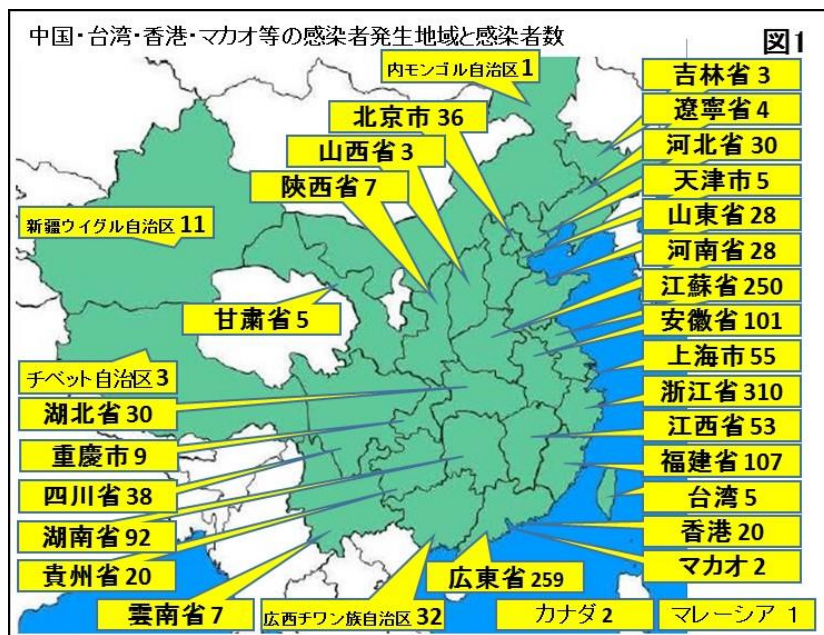 中国・台湾・香港・マカオ等の感染者発生地域と感染者数
図1
内モンゴル自治区 1
北京市 36
山西省 3
陝西省 7
新疆ウイグル自治区 11
甘粛省 5
チベット自治区 3
湖北省 30
重慶市 9
四川省 38
湖南省 92
貴州省 20
雲南省 7
広西チワン族自治区 32
広東省 259
吉林省 3
遼寧省 4
河北省 30
天津市 5
山東省 28
河南省 28
江蘇省 250
安徽省 101
上海市 55
浙江省 310
江西省 53
福建省 107
台湾 5
香港 20
マカオ 2
カナダ 2
マレーシア 1